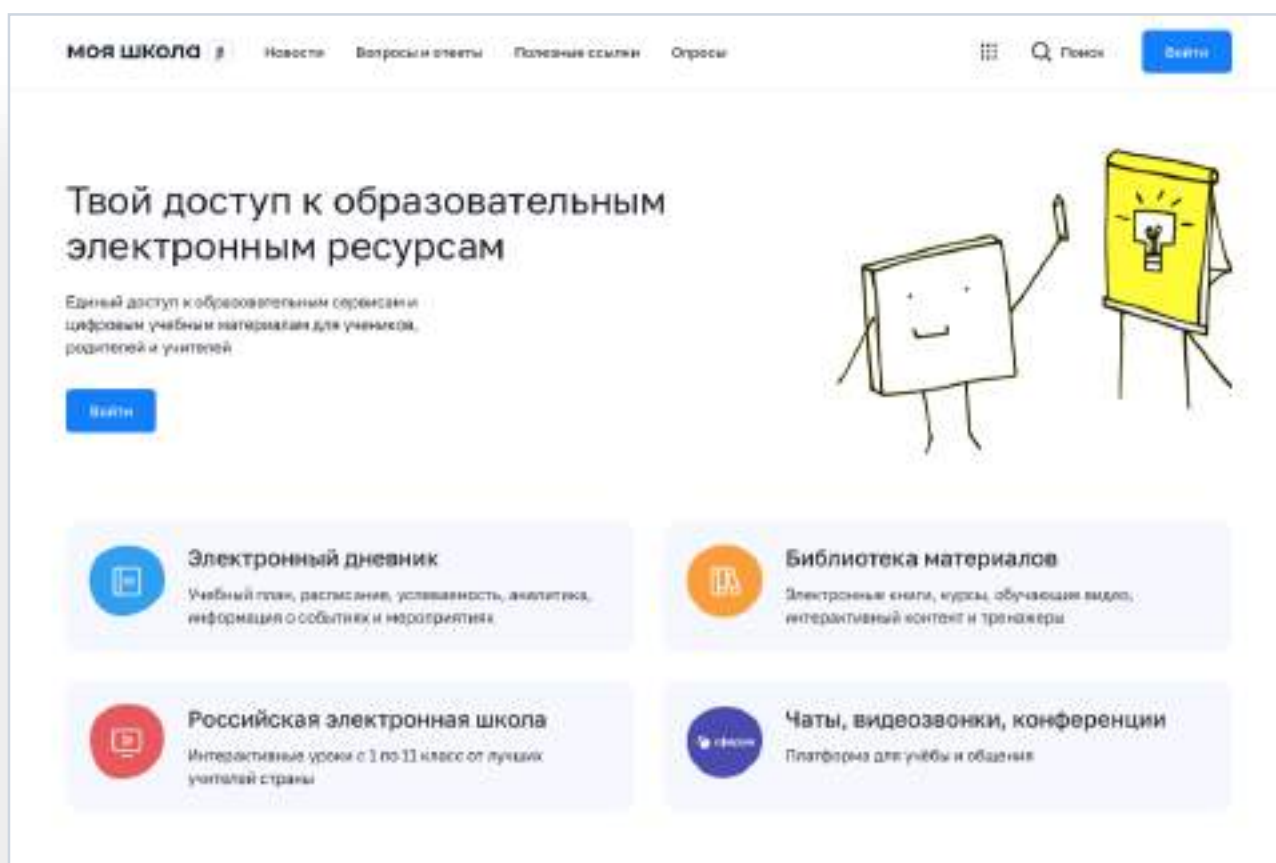 МОЯ ШКОЛА β Новости Вопросы и ответы Полезные ссылки Опросы Поиск Войти
Твой доступ к образовательным
электронным ресурсам
Единый доступ к образовательным сервисам и
цифровым учебным материалам для учеников,
родителей и учителей
Войти
Электронный дневник
Учебный план, расписание, успеваемость, аналитика,
информация о событиях и мероприятиях
Библиотека материалов
Электронные книги, курсы, обучающие видео,
интерактивный контент и тренажеры
Российская электронная школа
Интерактивные уроки с 1 по 11 класс от лучших
учителей страны
сферум
Чаты, видеозвонки, конференции
Платформа для учёбы и общения